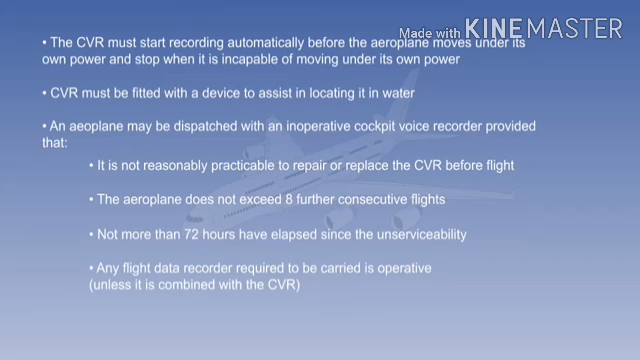 Made with KINEMASTER
• The CVR must start recording automatically before the aeroplane moves under its
own power and stop when it is incapable of moving under its own power
• CVR must be fitted with a device to assist in locating it in water
• An aeoplane may be dispatched with an inoperative cockpit voice recorder provided
that:
• It is not reasonably practicable to repair or replace the CVR before flight
• The aeroplane does not exceed 8 further consecutive flights
• Not more than 72 hours have elapsed since the unserviceability
• Any flight data recorder required to be carried is operative
(unless it is combined with the CVR)